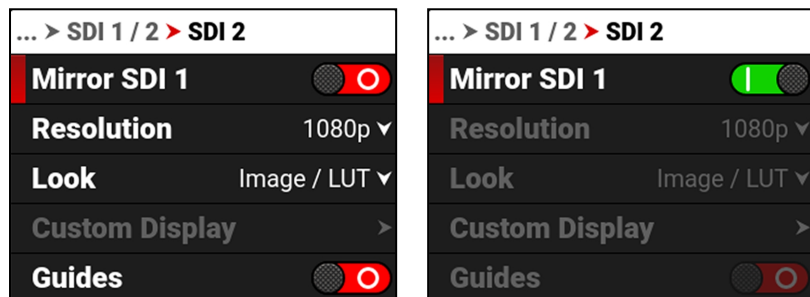 ... > SDI 1 / 2 > SDI 2
Mirror SDI 1
Resolution 1080p
Look Image / LUT
Custom Display
Guides
... > SDI 1 / 2 > SDI 2
Mirror SDI 1
Resolution 1080p
Look Image / LUT
Custom Display
Guides